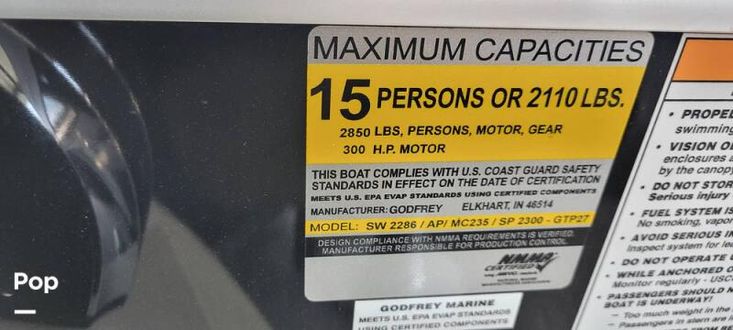 MAXIMUM CAPACITIES
15 PERSONS OR 2110 LBS.
2850 LBS, PERSONS, MOTOR, GEAR
300 H.P. MOTOR
THIS BOAT COMPLIES WITH U.S. COAST GUARD SAFETY
STANDARDS IN EFFECT ON THE DATE OF CERTIFICATION
MEETS U.S. EPA EVAP STANDARDS USING CERTIFIED COMPONENTS
MANUFACTURER: GODFREY ELKHART, IN 46514
MODEL: SW 2286 / AP/ MC235 / SP 2300 - GTP27
DESIGN COMPLIANCE WITH NMMA REQUIREMENTS IS VERIFIED.
MANUFACTURER RESPONSIBLE FOR PRODUCTION CONTROL.
NMMA
CERTIFIED
GODFREY MARINE
MEETS U.S. EPA EVAP STANDARDS
USING CERTIFIED COMPONENTS
• PROPEL
swimming
• VISION O
enclosures a
by the canopy
• DO NOT STOR
Serious injury
• FUEL SYSTEM IS
No smoking, vapor
• AVOID SERIOUS IN
Inspect system for lea
• DO NOT OPERATE
• WHILE ANCHORED O
Monitor regularly - USC
• PASSENGERS SHOULD N
BOAT IS UNDERWAY!
- Too much weight in the
- Passengers in stern are
Pop